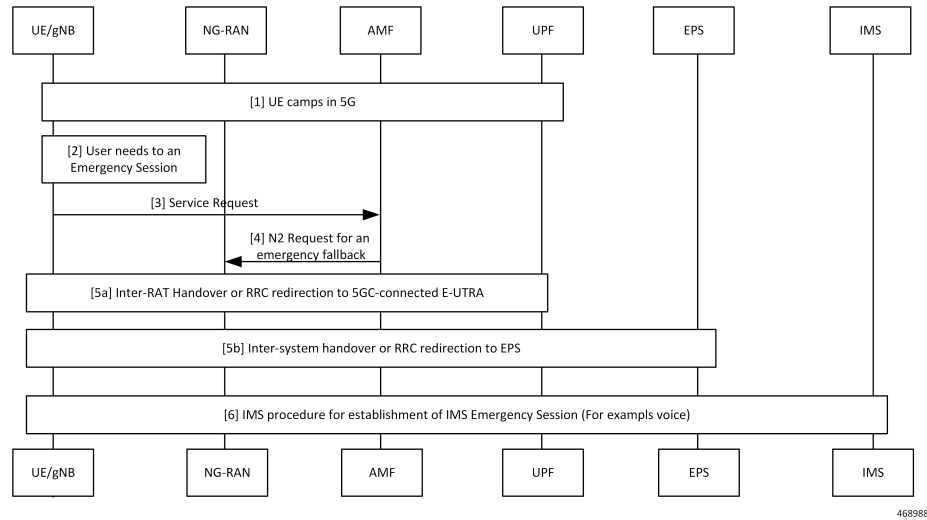 UE/gNB NG-RAN AMF UPF EPS IMS
[1] UE camps in 5G
[2] User needs to an
Emergency Session
[3] Service Request
[4] N2 Request for an
emergency fallback
[5a] Inter-RAT Handover or RRC redirection to 5GC-connected E-UTRA
[5b] Inter-system handover or RRC redirection to EPS
[6] IMS procedure for establishment of IMS Emergency Session (For exampls voice)
UE/gNB NG-RAN AMF UPF EPS IMS
468988